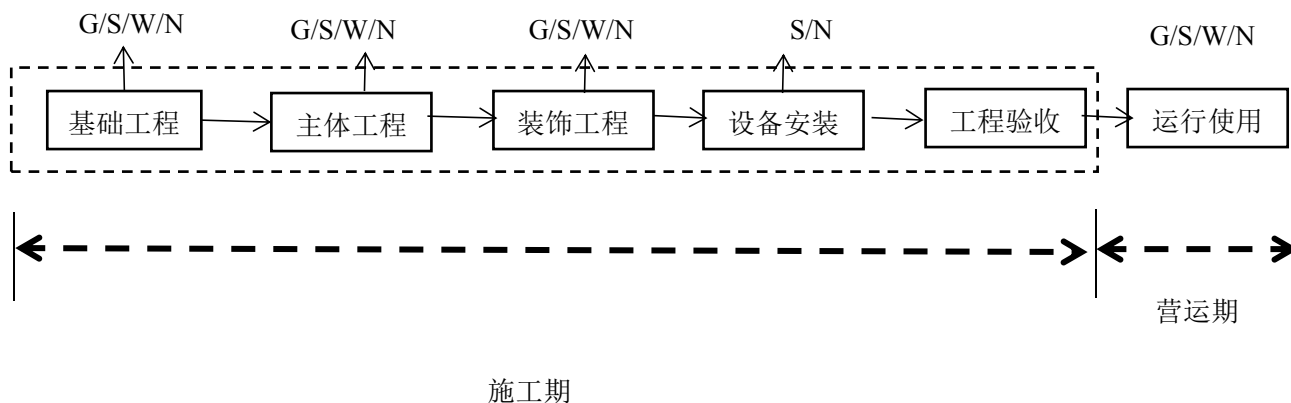 G/S/W/N
G/S/W/N
G/S/W/N
S/N
G/S/W/N
基础工程
主体工程
装饰工程
设备安装
工程验收
运行使用
营运期
施工期